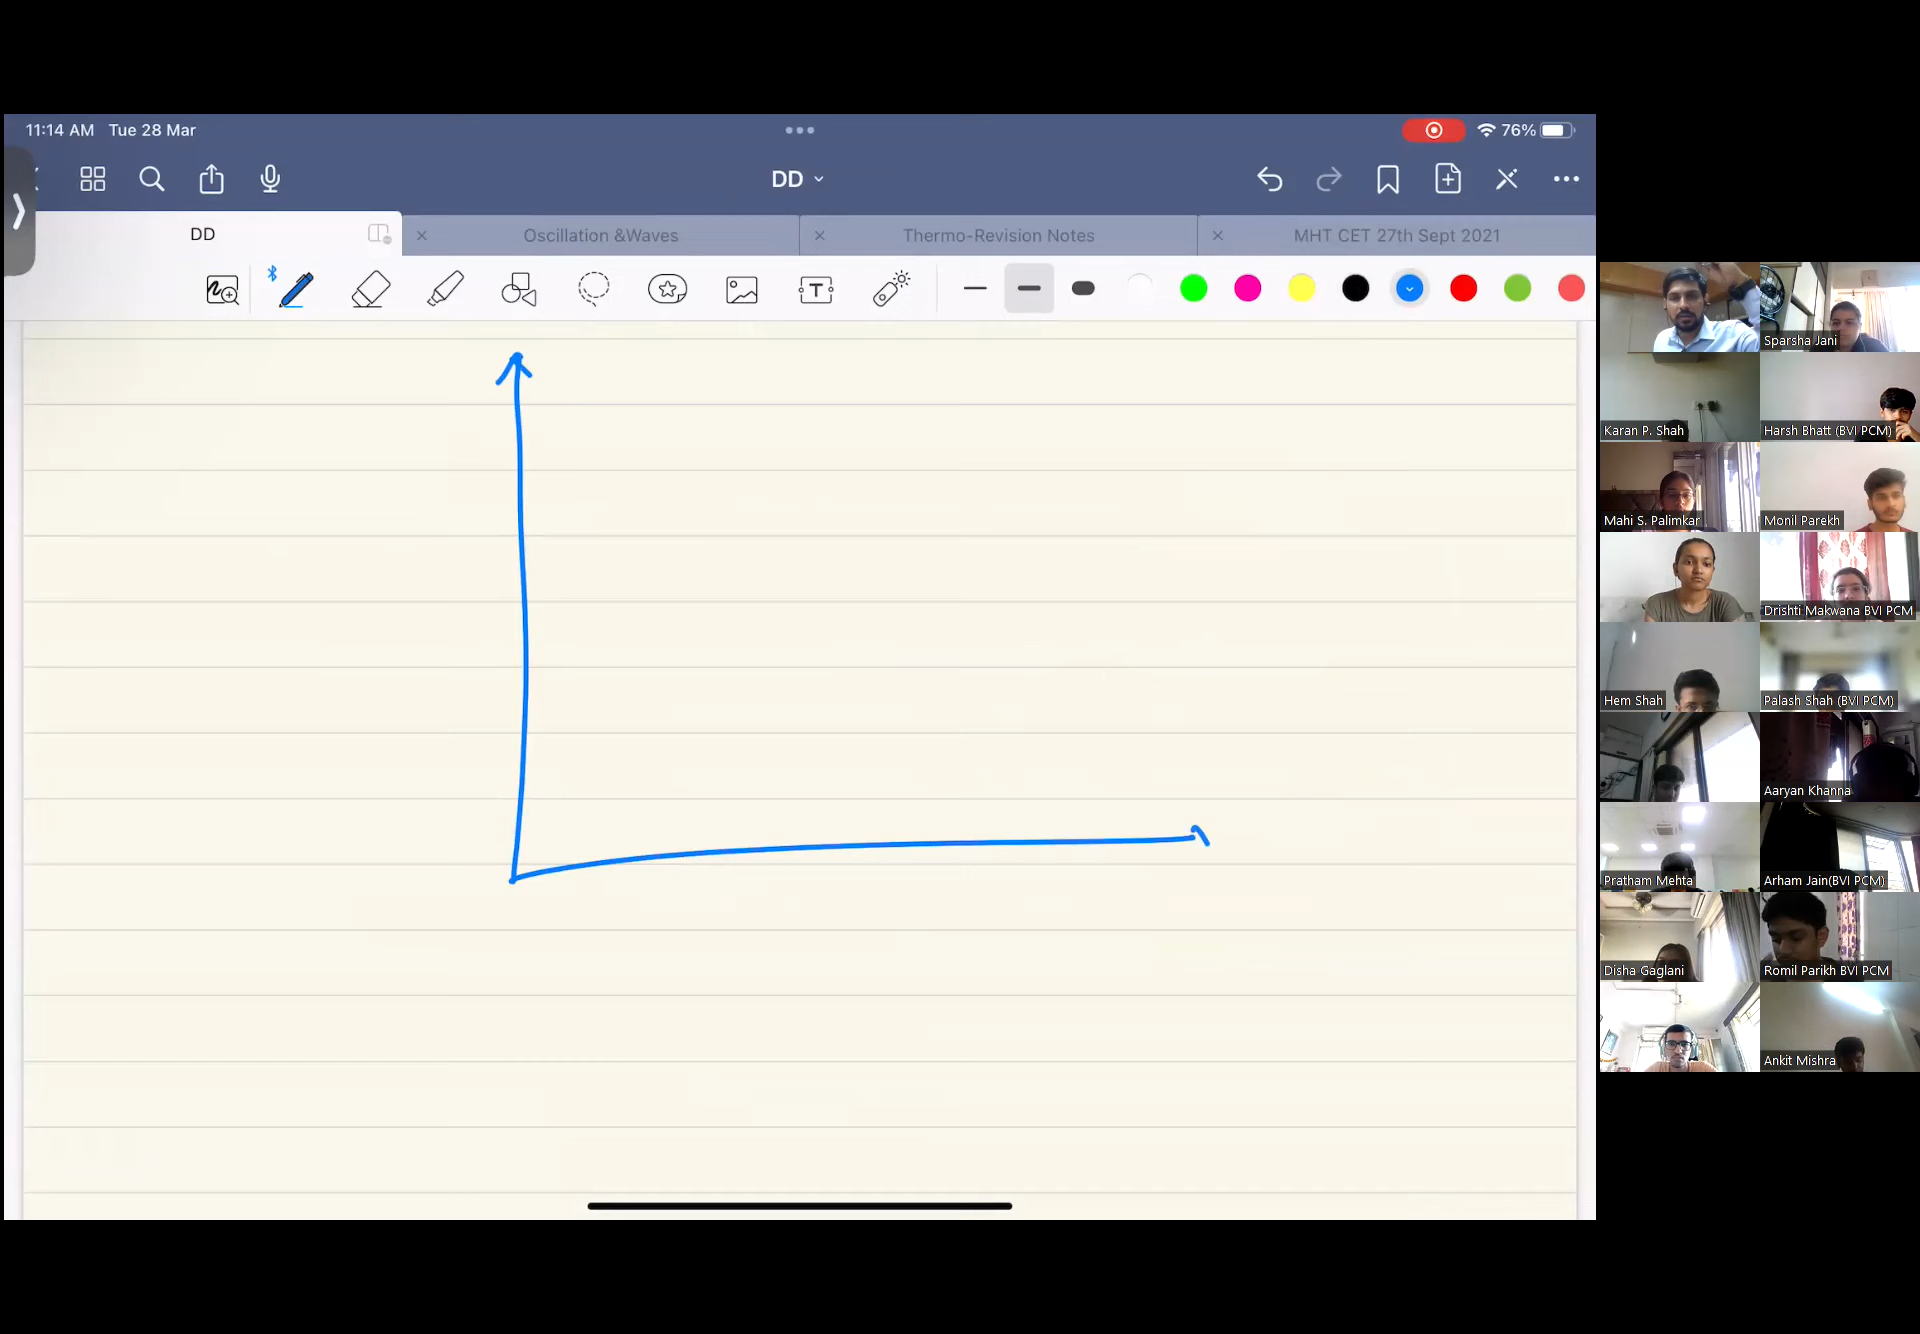 11:14 AM Tue 28 Mar
76%
DD
DD
Oscillation &Waves
Thermo-Revision Notes
MHT CET 27th Sept 2021
T
Sparsha Jani
Karan P. Shah
Harsh Bhatt (BVI PCM)
Mahi S. Palimkar
Monil Parekh
Drishti Makwana BVI PCM
Hem Shah
Palash Shah (BVI PCM)
Aaryan Khanna
Pratham Mehta
Arham Jain(BVI PCM)
Disha Gaglani
Romil Parikh BVI PCM
Ankit Mishra